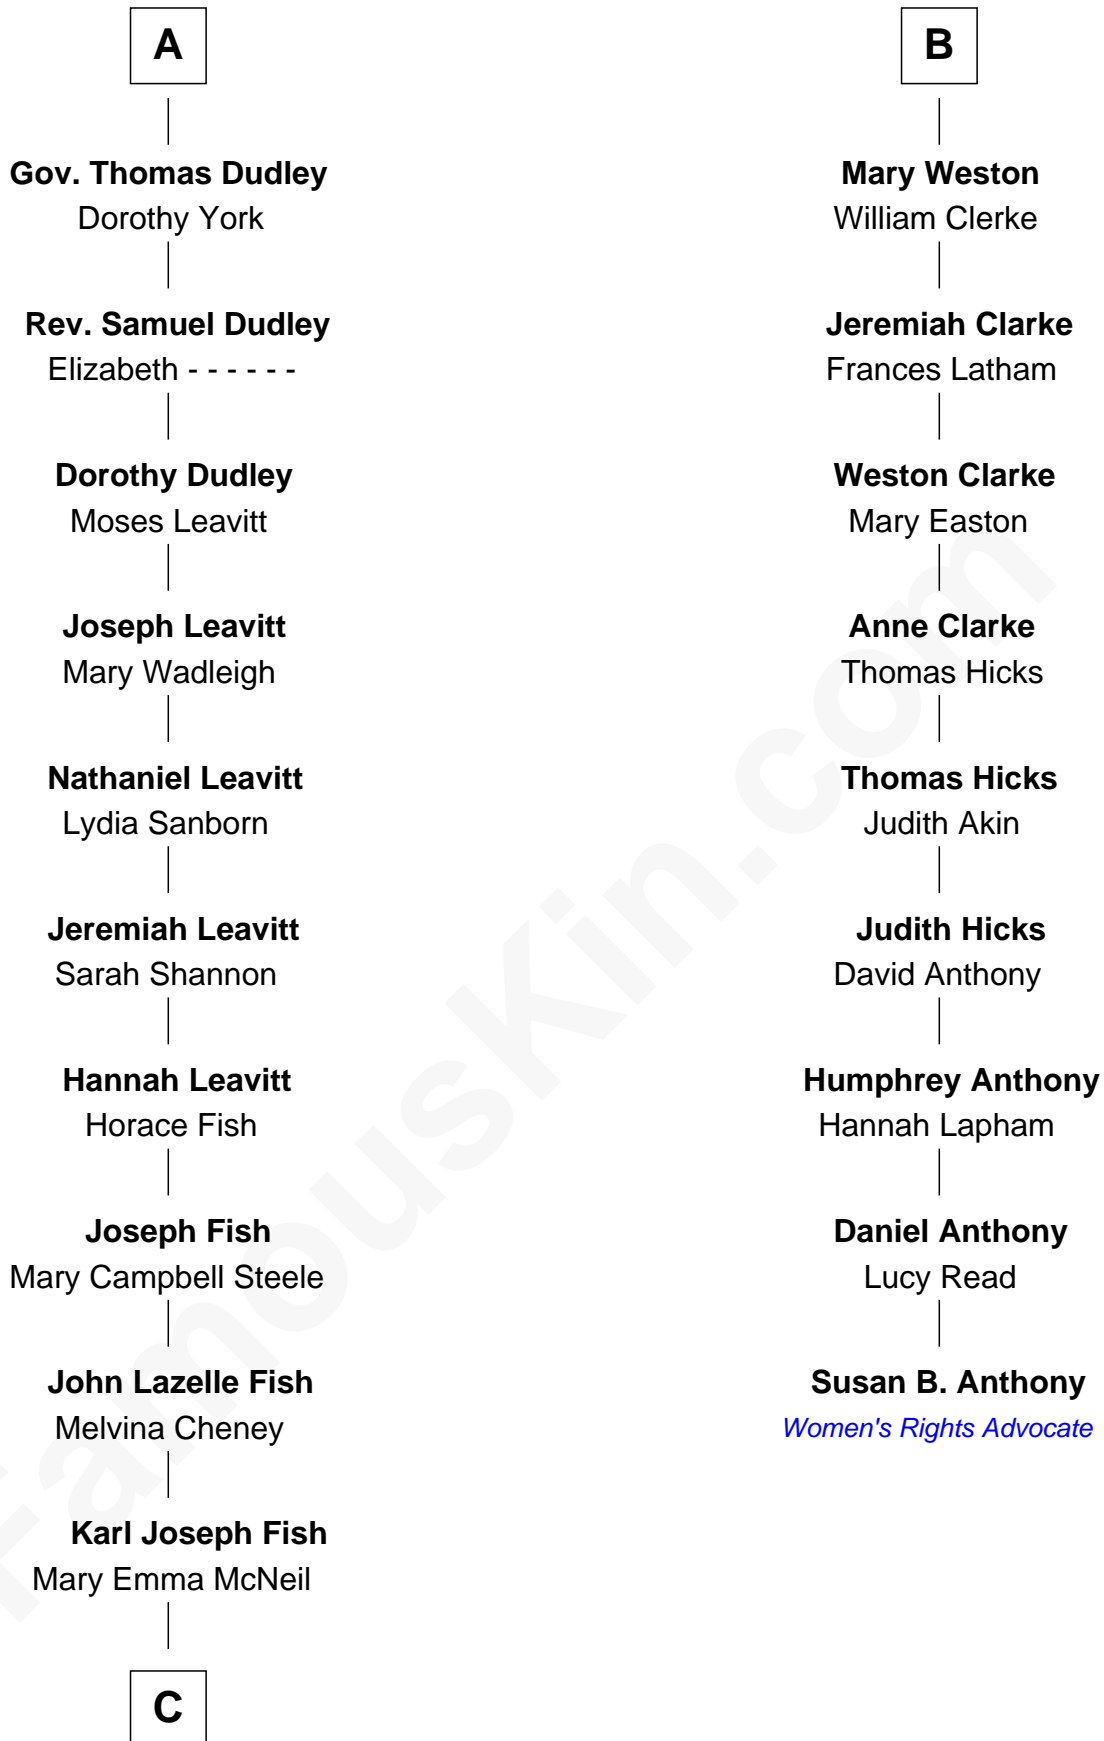 A
Gov. Thomas Dudley
Dorothy York
Rev. Samuel Dudley
Elizabeth - - - - - -
Dorothy Dudley
Moses Leavitt
Joseph Leavitt
Mary Wadleigh
Nathaniel Leavitt
Lydia Sanborn
Jeremiah Leavitt
Sarah Shannon
Hannah Leavitt
Horace Fish
Joseph Fish
Mary Campbell Steele
John Lazelle Fish
Melvina Cheney
Karl Joseph Fish
Mary Emma McNeil
C
B
Mary Weston
William Clerke
Jeremiah Clarke
Frances Latham
Weston Clarke
Mary Easton
Anne Clarke
Thomas Hicks
Thomas Hicks
Judith Akin
Judith Hicks
David Anthony
Humphrey Anthony
Hannah Lapham
Daniel Anthony
Lucy Read
Susan B. Anthony
Women's Rights Advocate
FamousKin.com